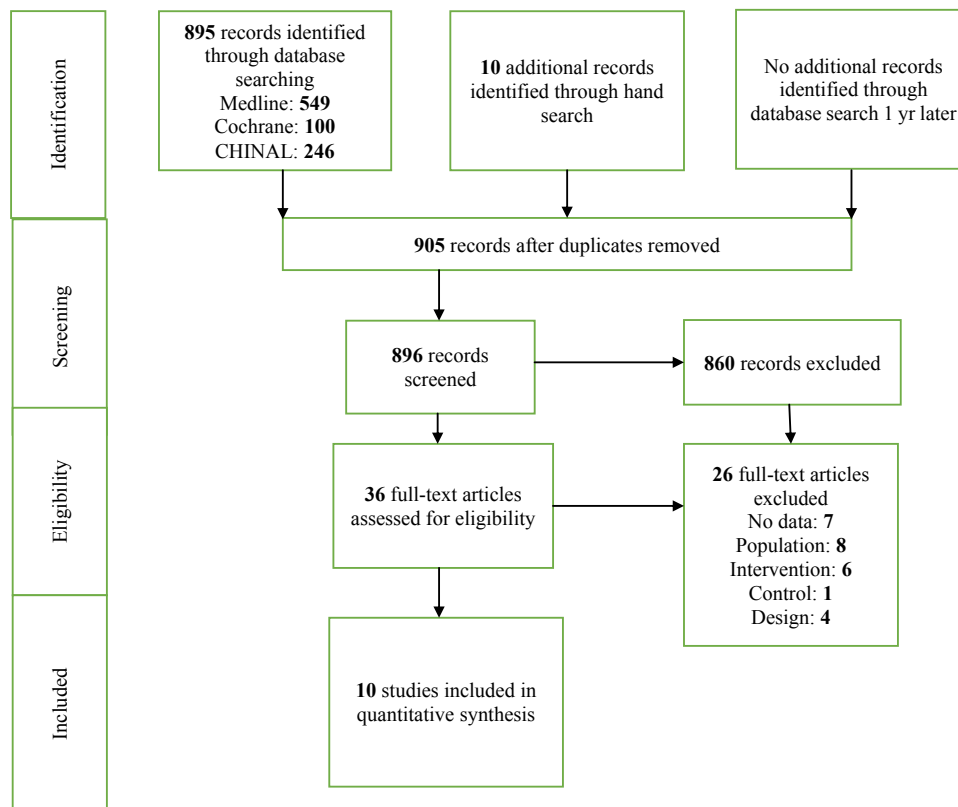 Identification
895 records identified
through database
searching
Medline: 549
Cochrane: 100
CHINAL: 246
10 additional records
identified through hand
search
No additional records
identified through
database search 1 yr later
905 records after duplicates removed
Screening
896 records
screened
860 records excluded
Eligibility
36 full-text articles
assessed for eligibility
26 full-text articles
excluded
No data: 7
Population: 8
Intervention: 6
Control: 1
Design: 4
Included
10 studies included in
quantitative synthesis